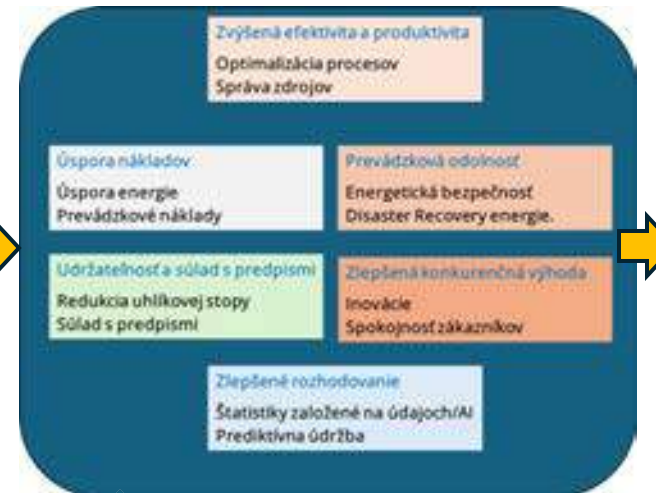 Zvýšená efektivita a produktivita
Optimalizácia procesov
Správa zdrojov
Úspora nákladov
Úspora energie
Prevádzkové náklady
Prevádzková odolnosť
Energetická bezpečnosť
Disaster Recovery energie.
Udržateľnosť a súlad s predpismi
Redukcia uhlíkovej stopy
Súlad s predpismi
Zlepšená konkurenčná výhoda
Inovácie
Spokojnosť zákazníkov
Zlepšené rozhodovanie
Štatistiky založené na údajoch/AI
Prediktívna údržba